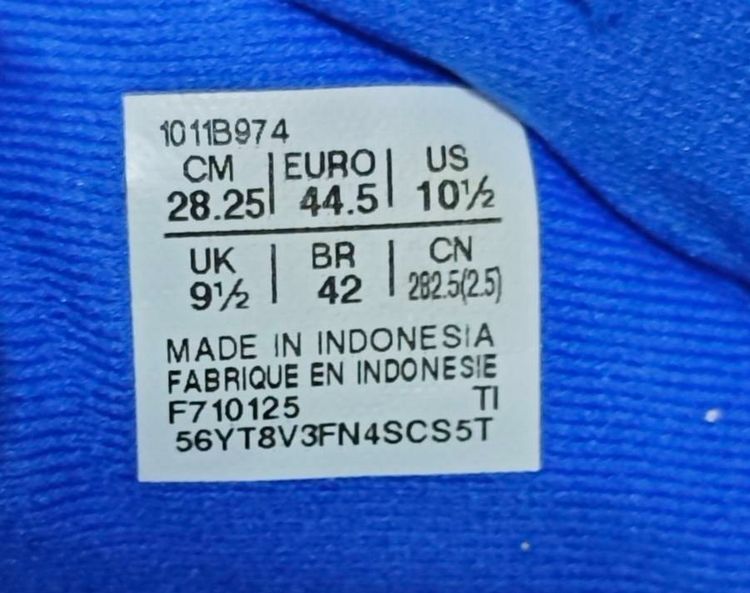 1011B974
CM | EURO | US
28.25 | 44.5 | 10½
UK | BR | CN
9½ | 42 | 282.5(2.5)
MADE IN INDONESIA
FABRIQUE EN INDONESIE
F710125 TI
56YT8V3FN4SCS5T